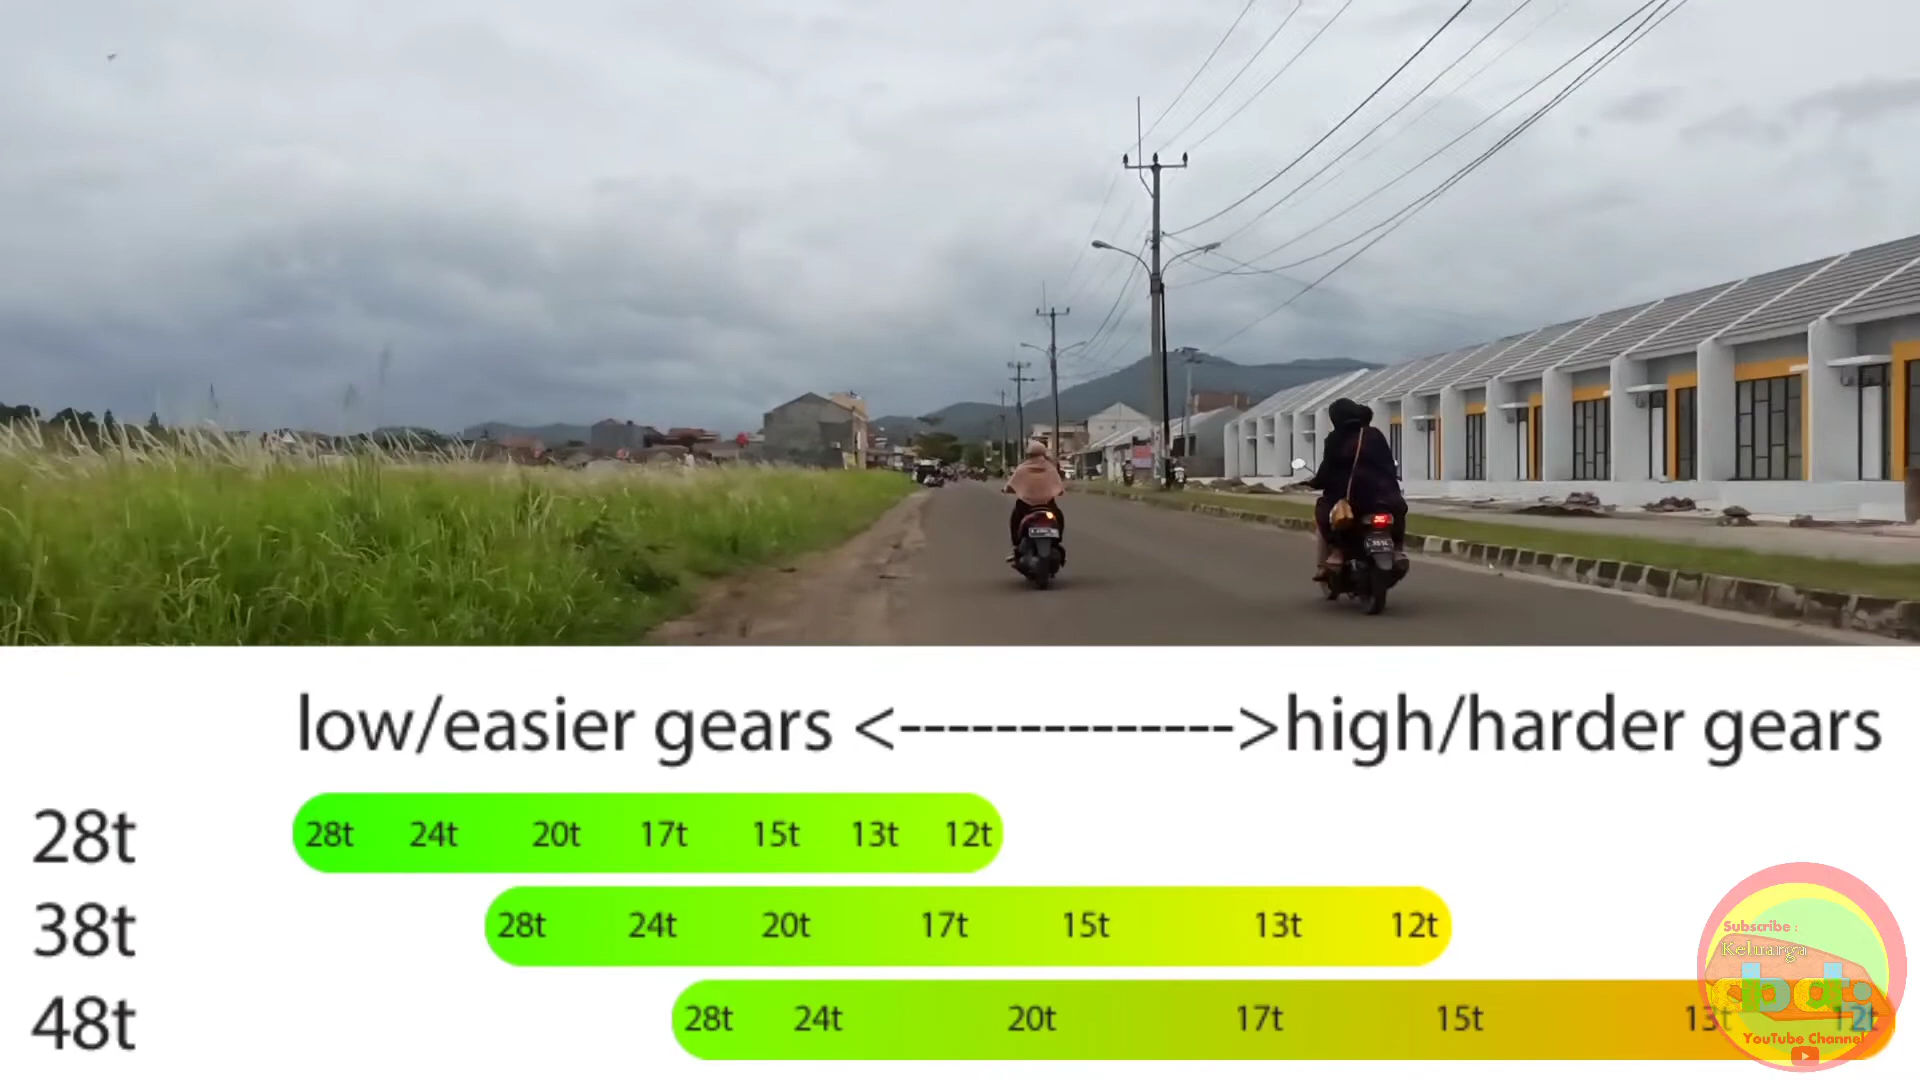 low/easier gears <-------------->high/harder gears
28t 28t 24t 20t 17t 15t 13t 12t
38t 28t 24t 20t 17t 15t 13t 12t
48t 28t 24t 20t 17t 15t 13t 12t
Subscribe :
Keluarga
YouTube Channel